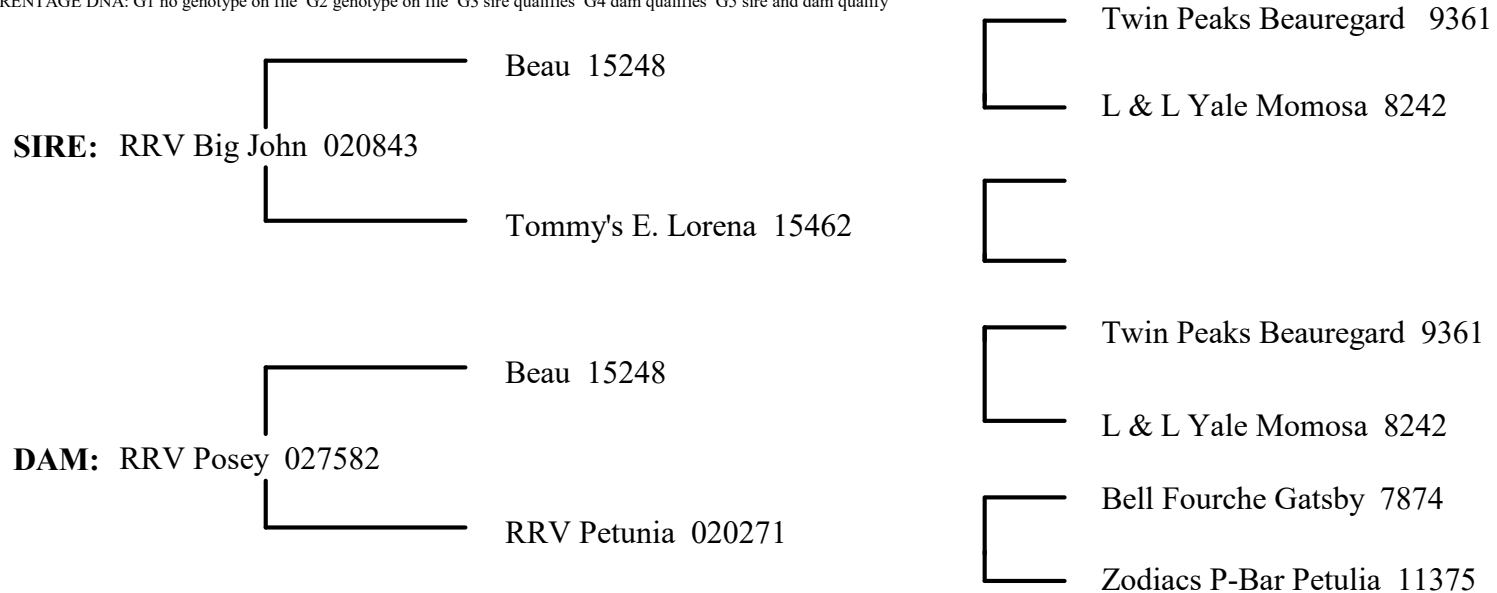 PARENTAGE DNA: G1 no genotype on file G2 genotype on file G3 sire qualifies G4 dam qualifies G5 sire and dam qualify
Twin Peaks Beauregard 9361
Beau 15248
L & L Yale Momosa 8242
SIRE: RRV Big John 020843
Tommy's E. Lorena 15462
Twin Peaks Beauregard 9361
Beau 15248
L & L Yale Momosa 8242
DAM: RRV Posey 027582
Bell Fourche Gatsby 7874
RRV Petunia 020271
Zodiacs P-Bar Petulia 11375